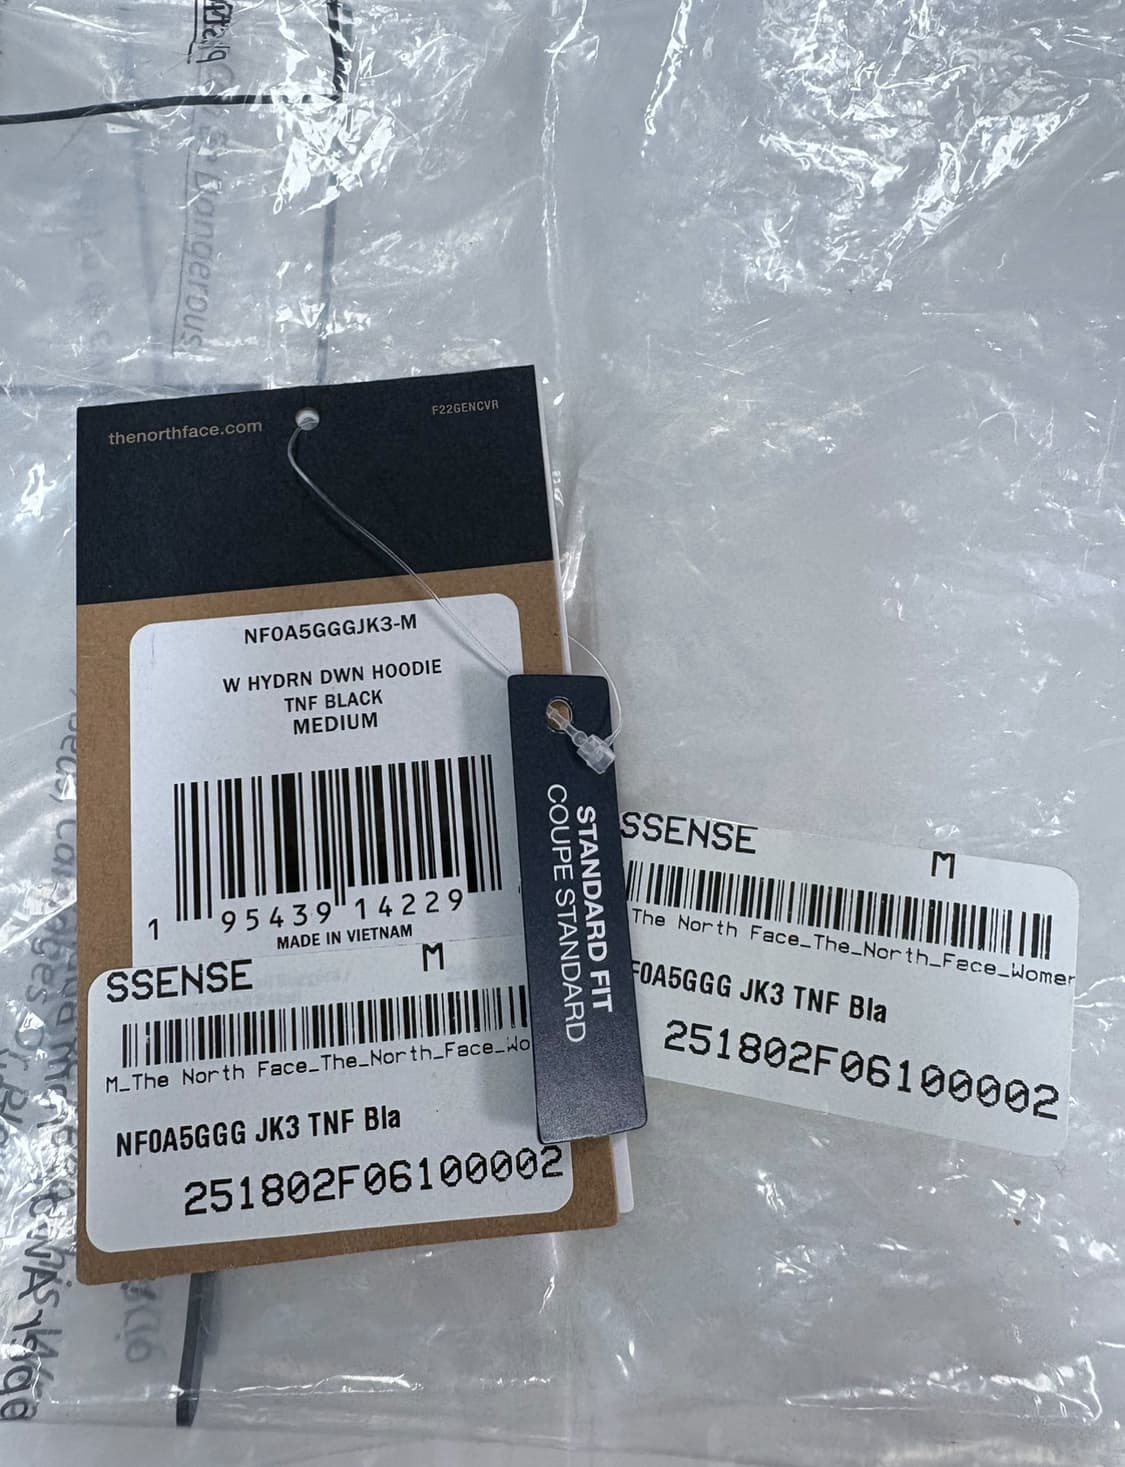 Dangerous
thenorthface.com
F22GENCVR
NF0A5GGGJK3-M
W HYDRN DWN HOODIE
TNF BLACK
MEDIUM
1 95439 14229
MADE IN VIETNAM
STANDARD FIT
COUPE STANDARD
SSENSE M
M_The North Face_The_North_Face_Wo
NF0A5GGG JK3 TNF Bla
251802F06100002
SSENSE M
The North Face_The_North_Face_Women
F0A5GGG JK3 TNF Bla
251802F06100002